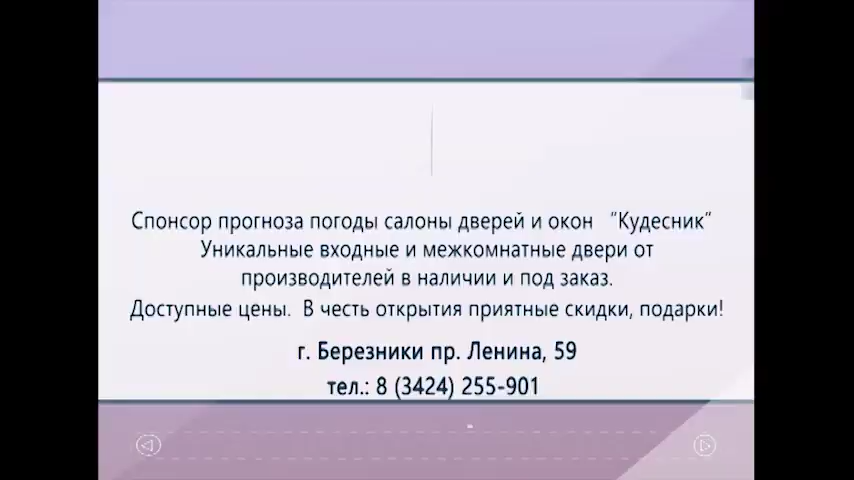 Спонсор прогноза погоды салоны дверей и окон “Кудесник”
Уникальные входные и межкомнатные двери от
производителей в наличии и под заказ.
Доступные цены. В честь открытия приятные скидки, подарки!
г. Березники пр. Ленина, 59
тел.: 8 (3424) 255-901